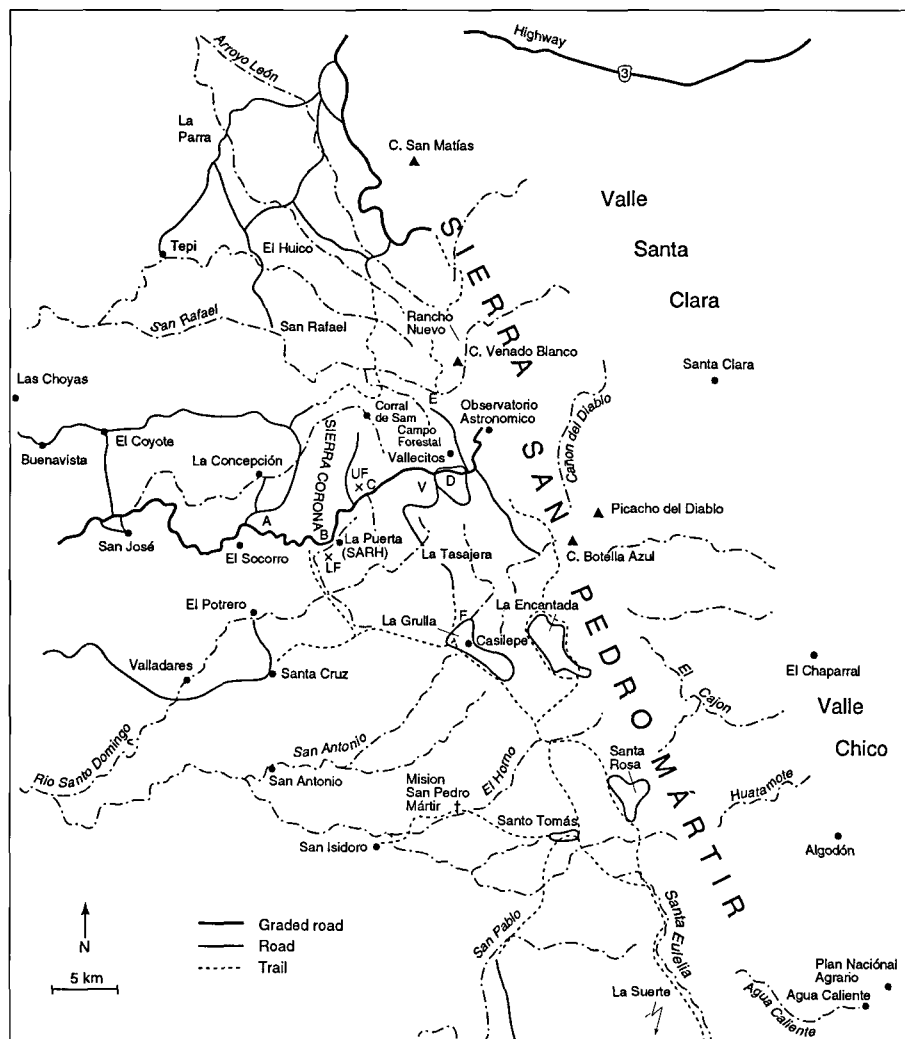 Highway
3
Arroyo León
La
Parra
C. San Matías
Valle
Santa
Clara
SIERRA
SAN
PEDRO
MÁRTIR
Tepi
El Huico
San Rafael
San Rafael
Rancho
Nuevo
C. Venado Blanco
Santa Clara
Las Choyas
E
Corral
de Sam
Observatorio
Astronomico
Campo
Forestal
Vallecitos
Cañon del Diablo
El Coyote
Buenavista
La Concepción
SIERRA CORONA
UF
C
V
D
Picacho del Diablo
A
B
San José
El Socorro
La Puerta
(SARH)
LF
La Tasajera
C. Botella Azul
El Potrero
F
La Encantada
La Grulla
Casilepe
Valladares
Santa Cruz
El Cajon
El Chaparral
Valle
Chico
Rio Santo Domingo
San Antonio
San Antonio
El Horno
Santa
Rosa
Mision
San Pedro
Mártir
Huatamote
Santo Tomás
San Isidoro
Algodón
San Pablo
Santa Eulelia
N
5 km
Graded road
Road
Trail
La Suerte
Plan Naciónal
Agrario
Agua Caliente
Agua Caliente